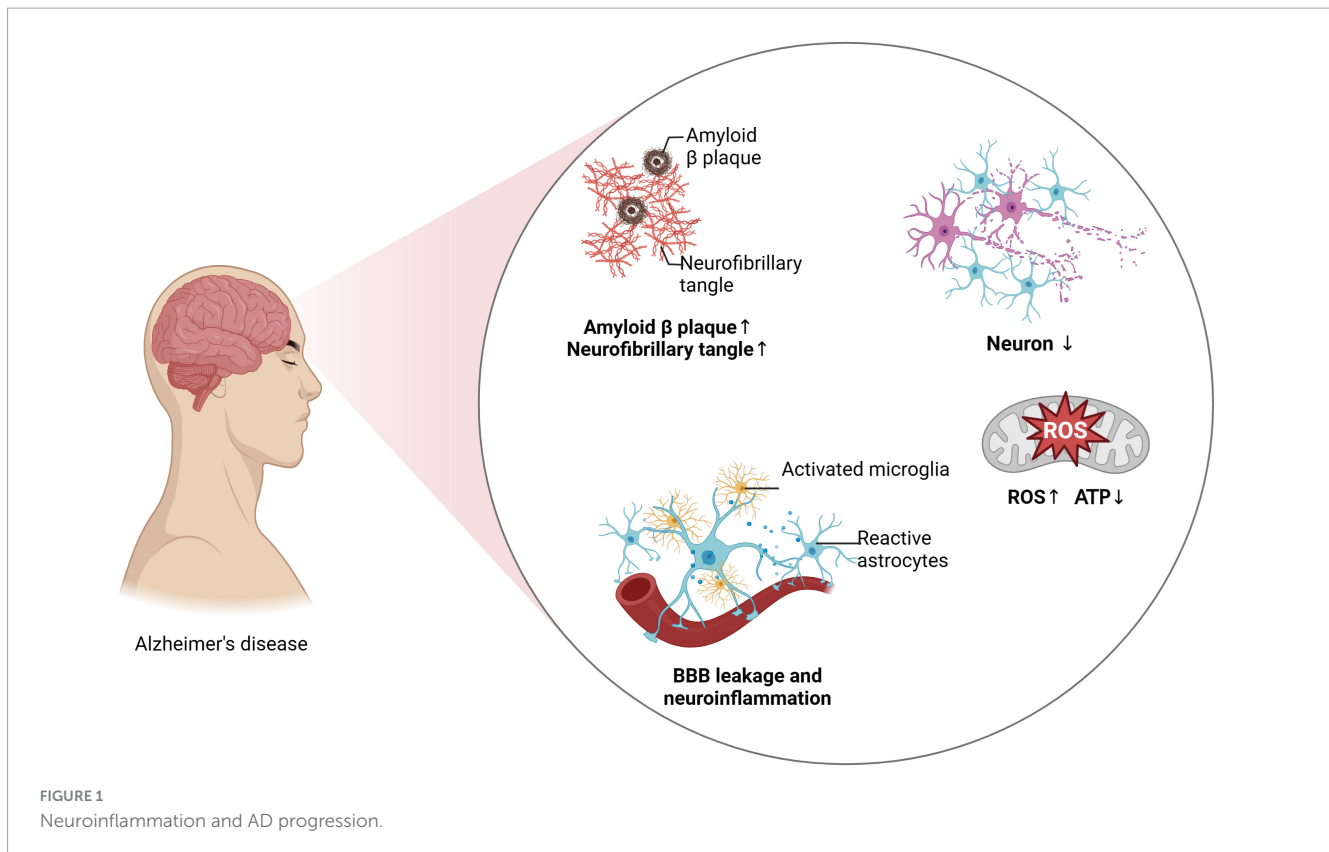 Amyloid
β plaque
Neurofibrillary
tangle
Amyloid β plaque↑
Neurofibrillary tangle↑
Neuron ↓
ROS
ROS↑ ATP↓
Activated microglia
Reactive
astrocytes
BBB leakage and
neuroinflammation
Alzheimer's disease
FIGURE 1
Neuroinflammation and AD progression.